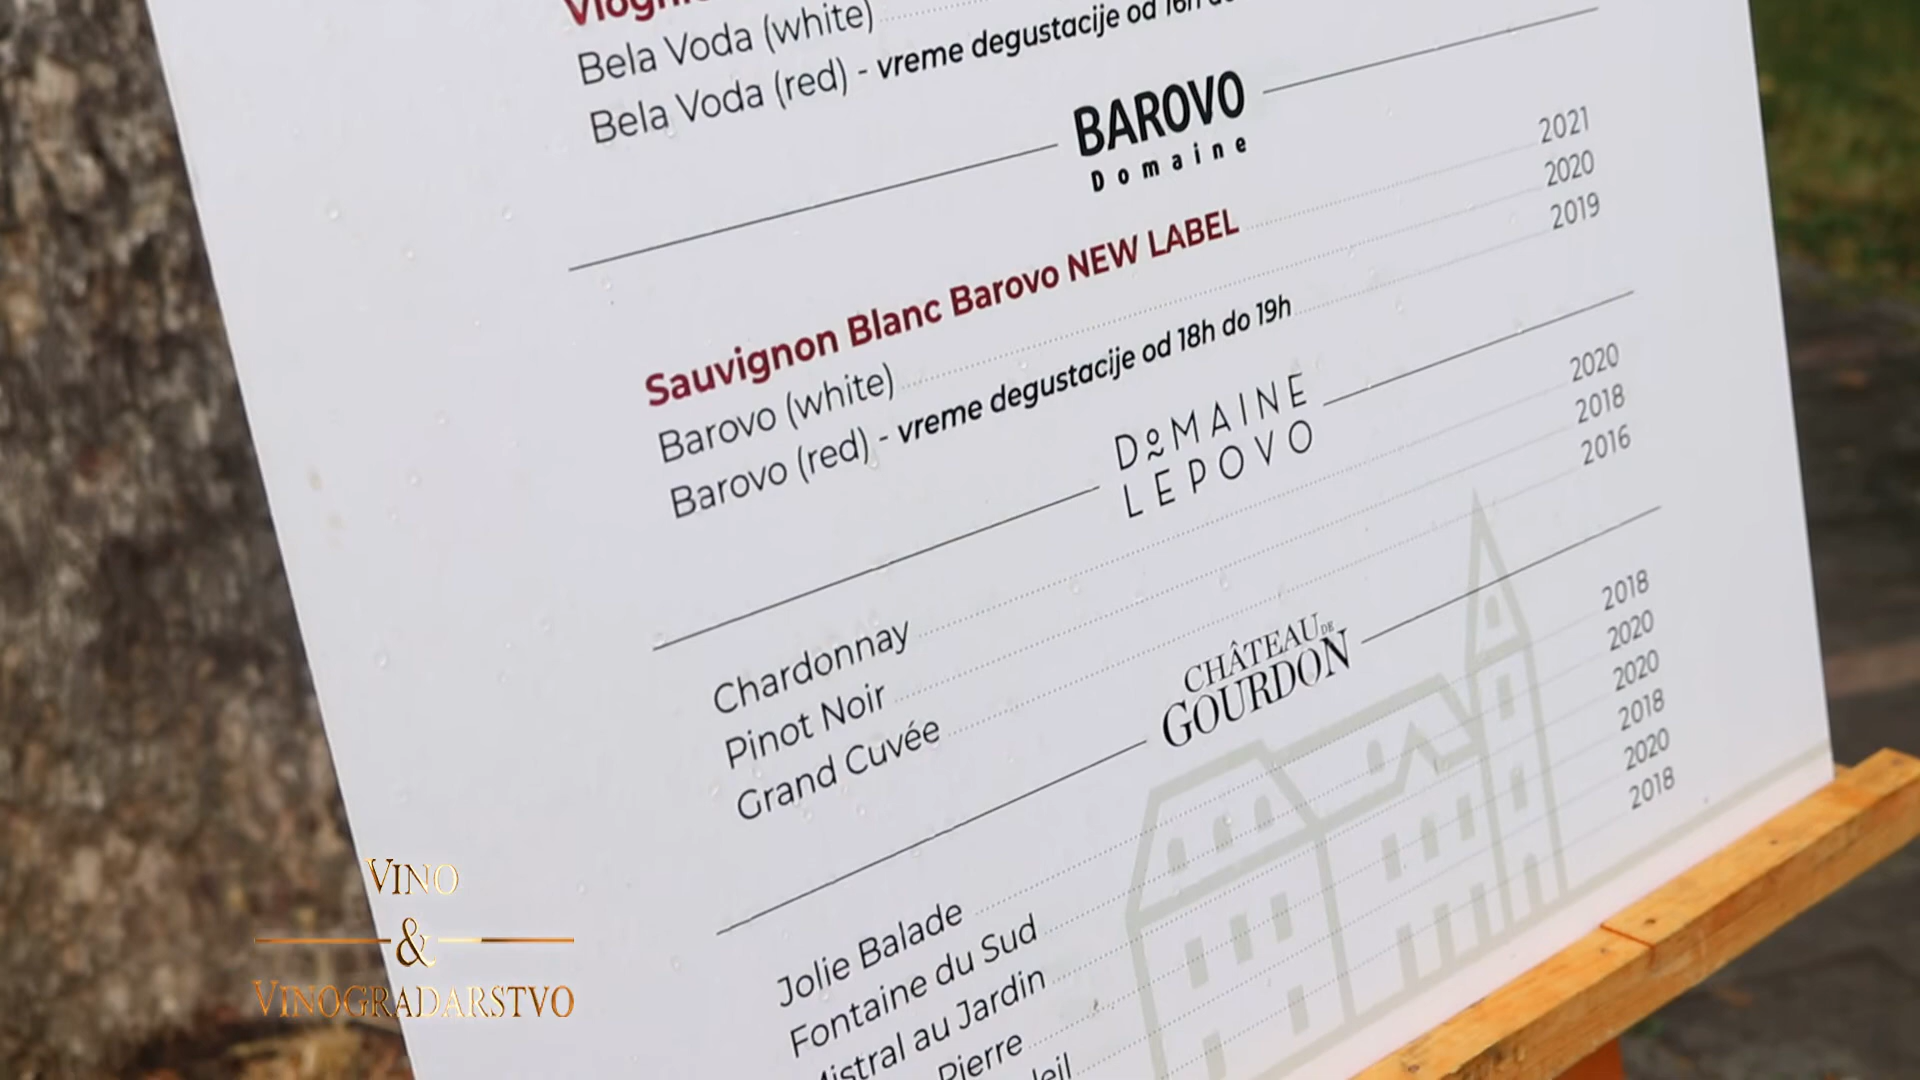 Bela Voda (white)
Bela Voda (red) - vreme degustacije od 16h
BAROVO
Domaine
Sauvignon Blanc Barovo NEW LABEL 2021
Barovo (white) 2020
Barovo (red) - vreme degustacije od 18h do 19h 2019
DOMAINE
LEPOVO
Chardonnay 2020
Pinot Noir 2018
Grand Cuvée 2016
CHÂTEAU DE
GOURDON
Jolie Balade 2018
Fontaine du Sud 2020
Mistral au Jardin 2020
Pierre 2018
2020
2018
VINO
&
VINOGRADARSTVO